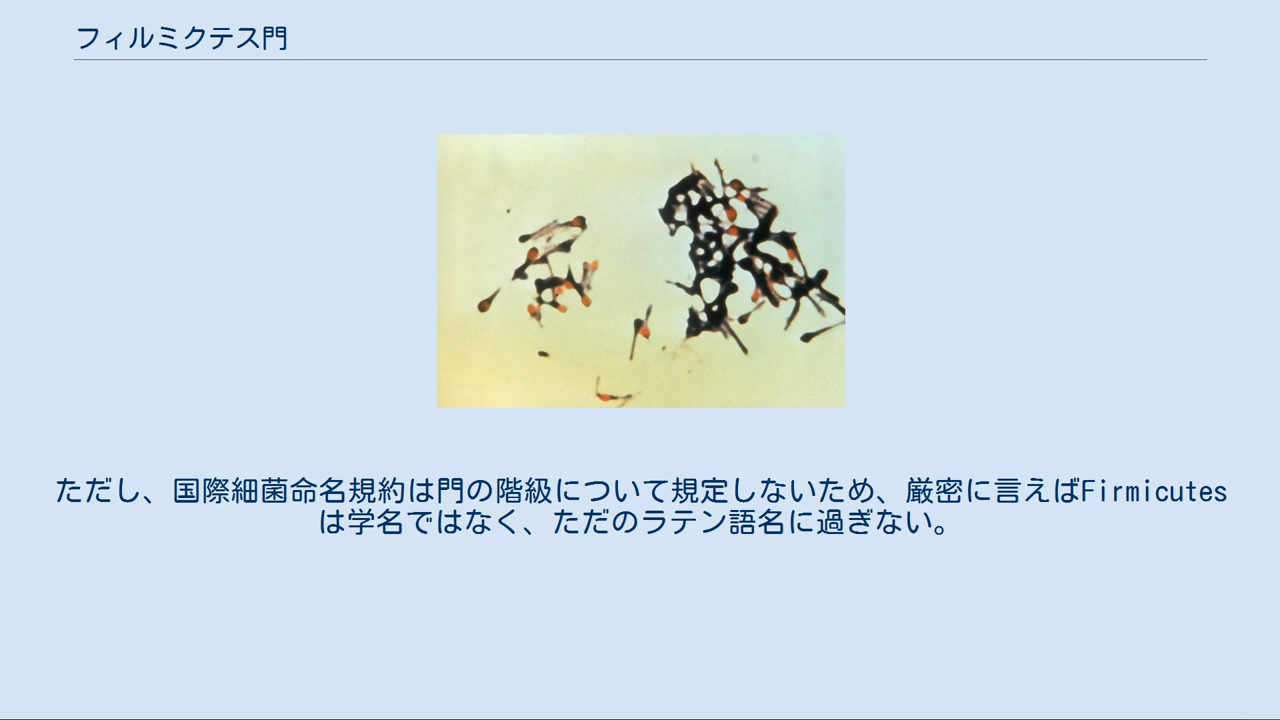 フィルミクテス門
ただし、国際細菌命名規約は門の階級について規定しないため、厳密に言えばFirmicutes
は学名ではなく、ただのラテン語名に過ぎない。